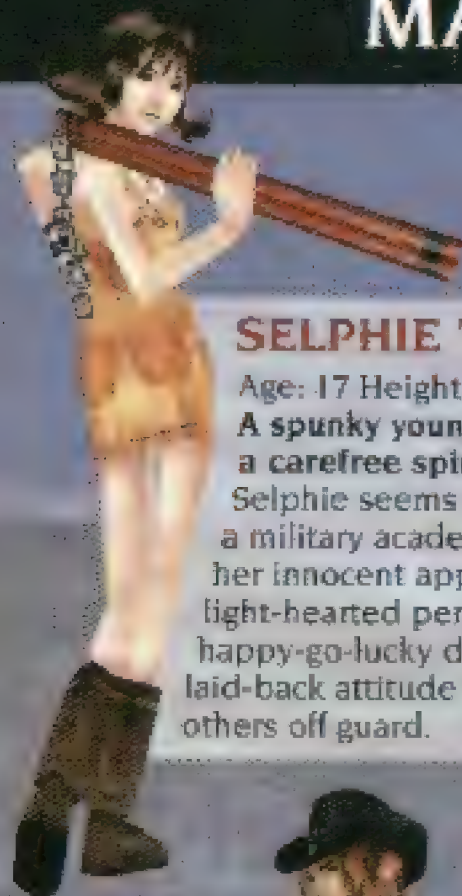 MA
SELPHIE
Age: 17 Height
A spunky youn
a carefree spi
Selphie seems
a military acade
her innocent app
light-hearted per
happy-go-lucky d
laid-back attitude
others off guard.